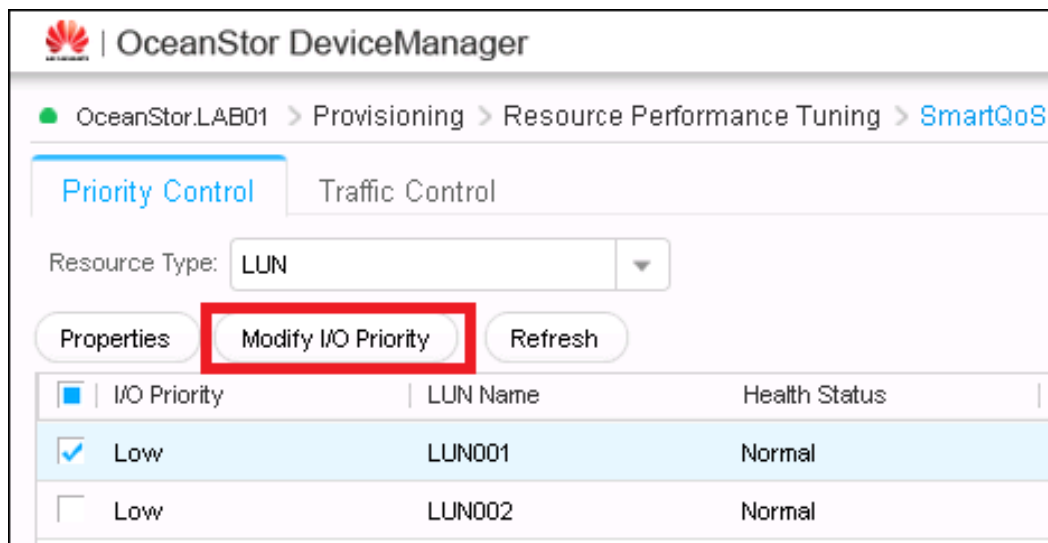 | OceanStor DeviceManager
OceanStor.LAB01 > Provisioning > Resource Performance Tuning > SmartQoS
Priority Control Traffic Control
Resource Type: LUN
Properties Modify I/O Priority Refresh
I/O Priority LUN Name Health Status
Low LUN001 Normal
Low LUN002 Normal